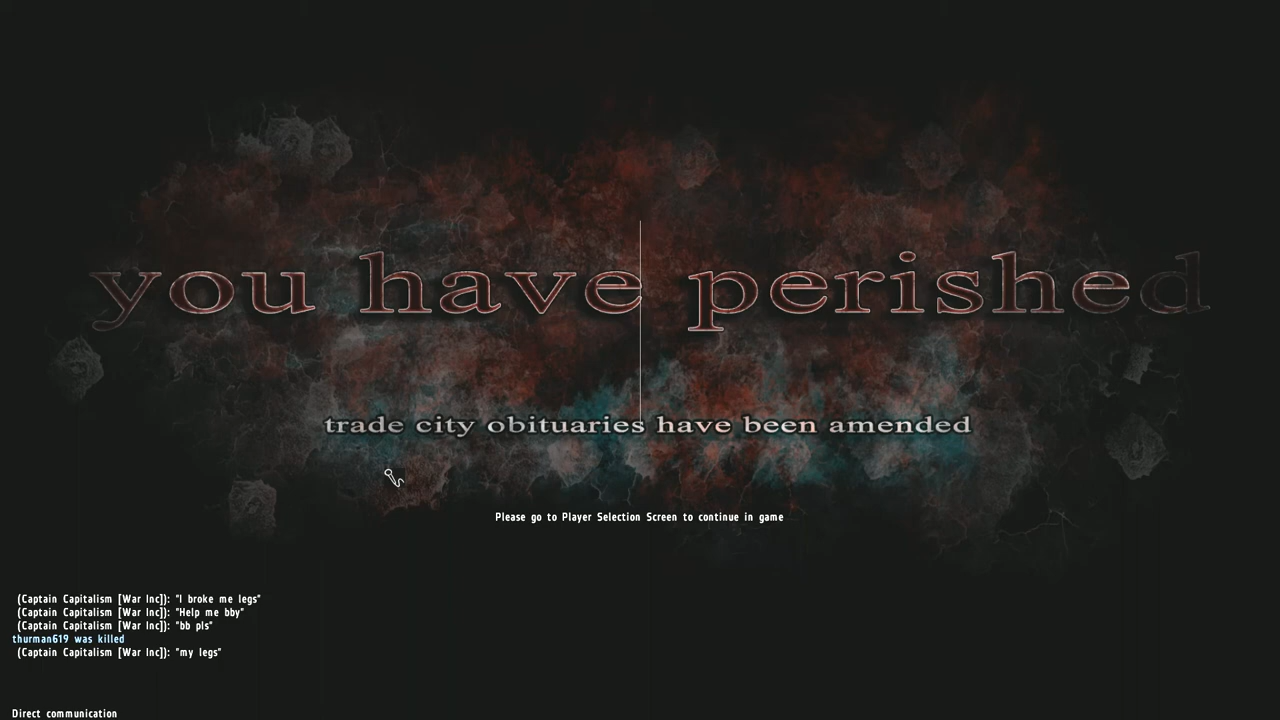 you have perished
trade city obituaries have been amended
Please go to Player Selection Screen to continue in game
(Captain Capitalism [War Inc]): "I broke me legs"
(Captain Capitalism [War Inc]): "Help me bby"
(Captain Capitalism [War Inc]): "bb pls"
thurman619 was killed
(Captain Capitalism [War Inc]): "my legs"
Direct communication